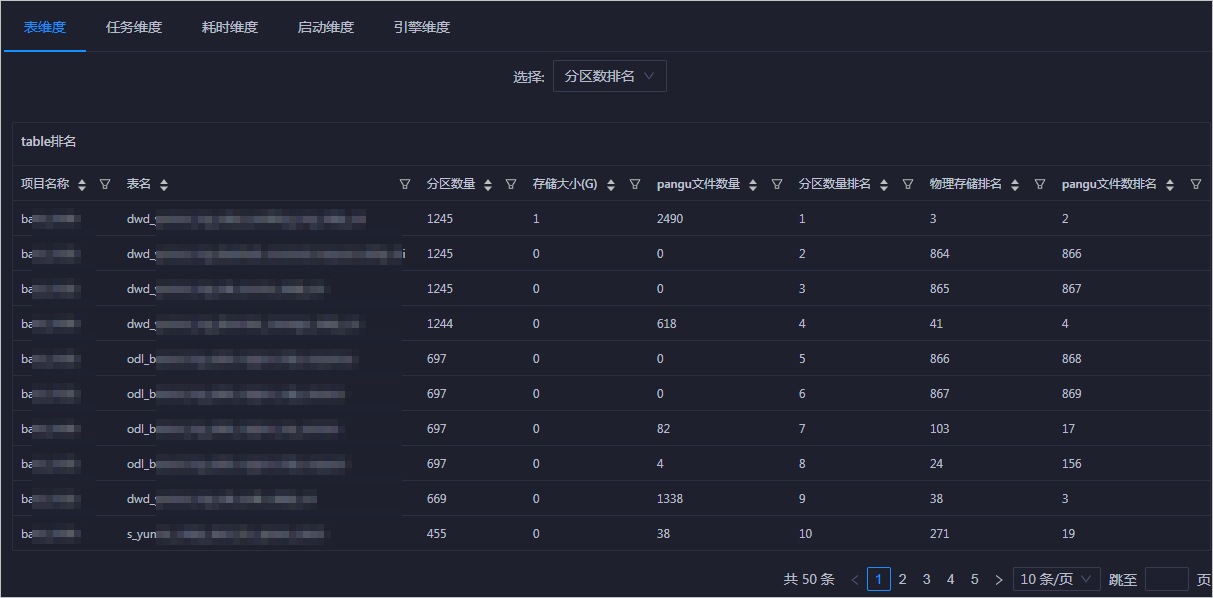 表维度 任务维度 耗时维度 启动维度 引擎维度
选择: 分区数排名
table排名
项目名称 表名 分区数量 存储大小(G) pangu文件数量 分区数量排名 物理存储排名 pangu文件数排名
ba dwd_ 1245 1 2490 1 3 2
ba dwd_ 1245 0 0 2 864 866
ba dwd_ 1245 0 0 3 865 867
ba dwd_ 1244 0 618 4 41 4
ba odl_b 697 0 0 5 866 868
ba odl_b 697 0 0 6 867 869
ba odl_b 697 0 82 7 103 17
ba odl_b 697 0 4 8 24 156
ba dwd_ 669 0 1338 9 38 3
ba s_yun 455 0 38 10 271 19
共 50 条 < 1 2 3 4 5 > 10 条/页 跳至 页